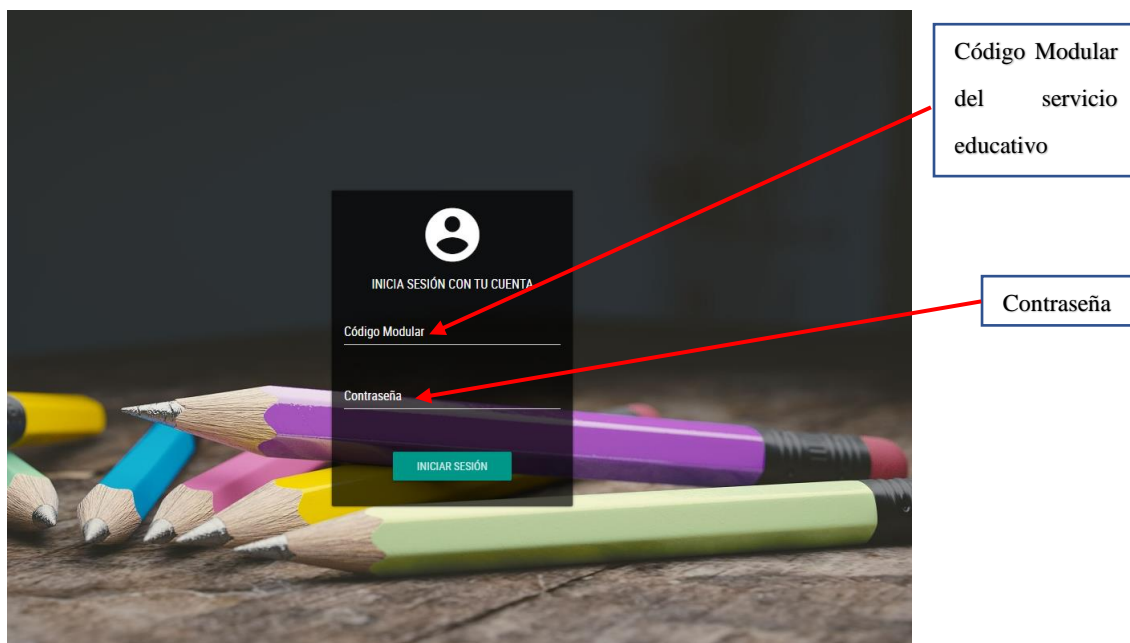 Código Modular
del servicio
educativo
INICIA SESIÓN CON TU CUENTA
Código Modular
Contraseña
Contraseña
INICIAR SESIÓN